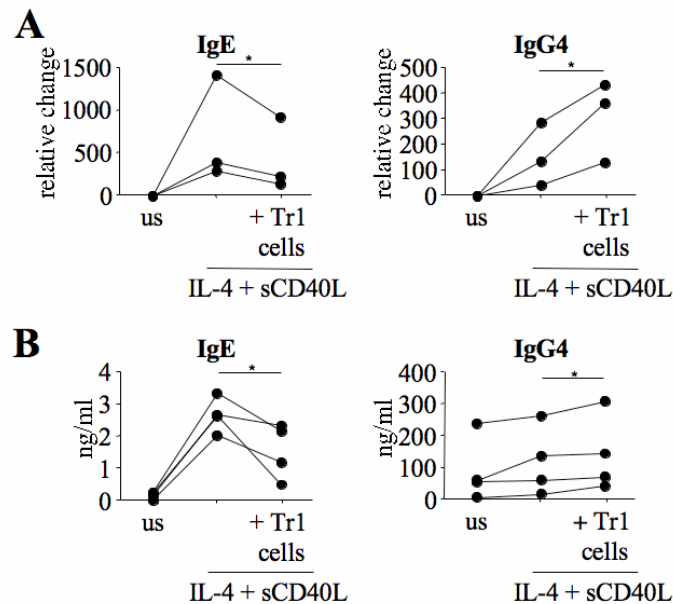 A
IgE
IgG4
*
*
relative change
1500
1000
500
0
relative change
500
400
300
200
100
0
us
+ Tr1
cells
us
+ Tr1
cells
IL-4 + sCD40L
IL-4 + sCD40L
B
IgE
IgG4
*
*
ng/ml
4
3
2
1
0
ng/ml
400
300
200
100
0
us
+ Tr1
cells
us
+ Tr1
cells
IL-4 + sCD40L
IL-4 + sCD40L